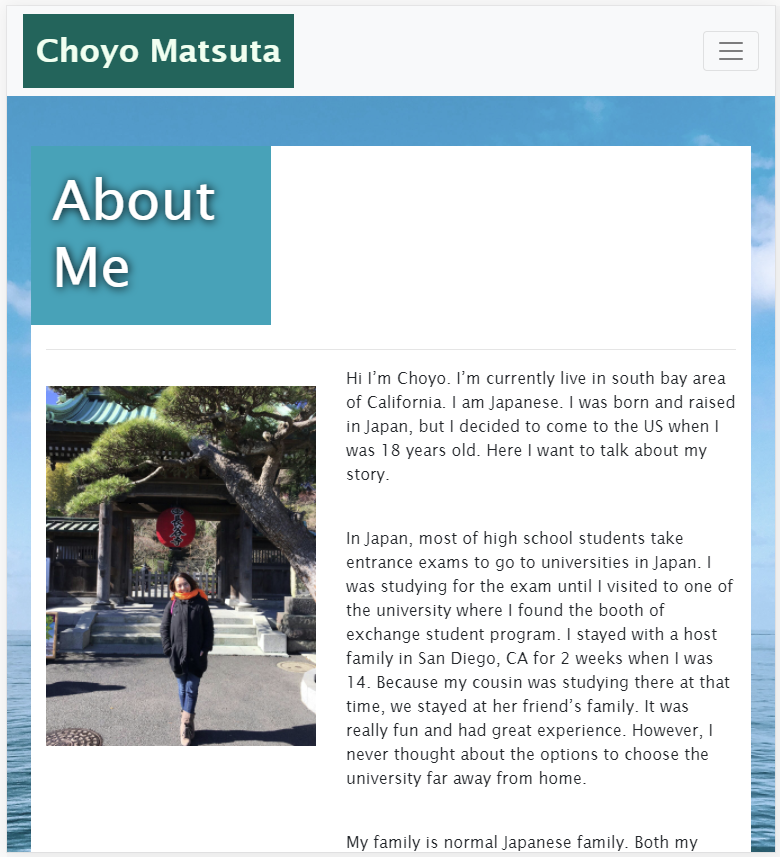 Choyo Matsuta
About
Me
Hi I’m Choyo. I’m currently live in south bay area
of California. I am Japanese. I was born and raised
in Japan, but I decided to come to the US when I
was 18 years old. Here I want to talk about my
story.
In Japan, most of high school students take
entrance exams to go to universities in Japan. I
was studying for the exam until I visited to one of
the university where I found the booth of
exchange student program. I stayed with a host
family in San Diego, CA for 2 weeks when I was
14. Because my cousin was studying there at that
time, we stayed at her friend’s family. It was
really fun and had great experience. However, I
never thought about the options to choose the
university far away from home.
My family is normal Japanese family. Both my